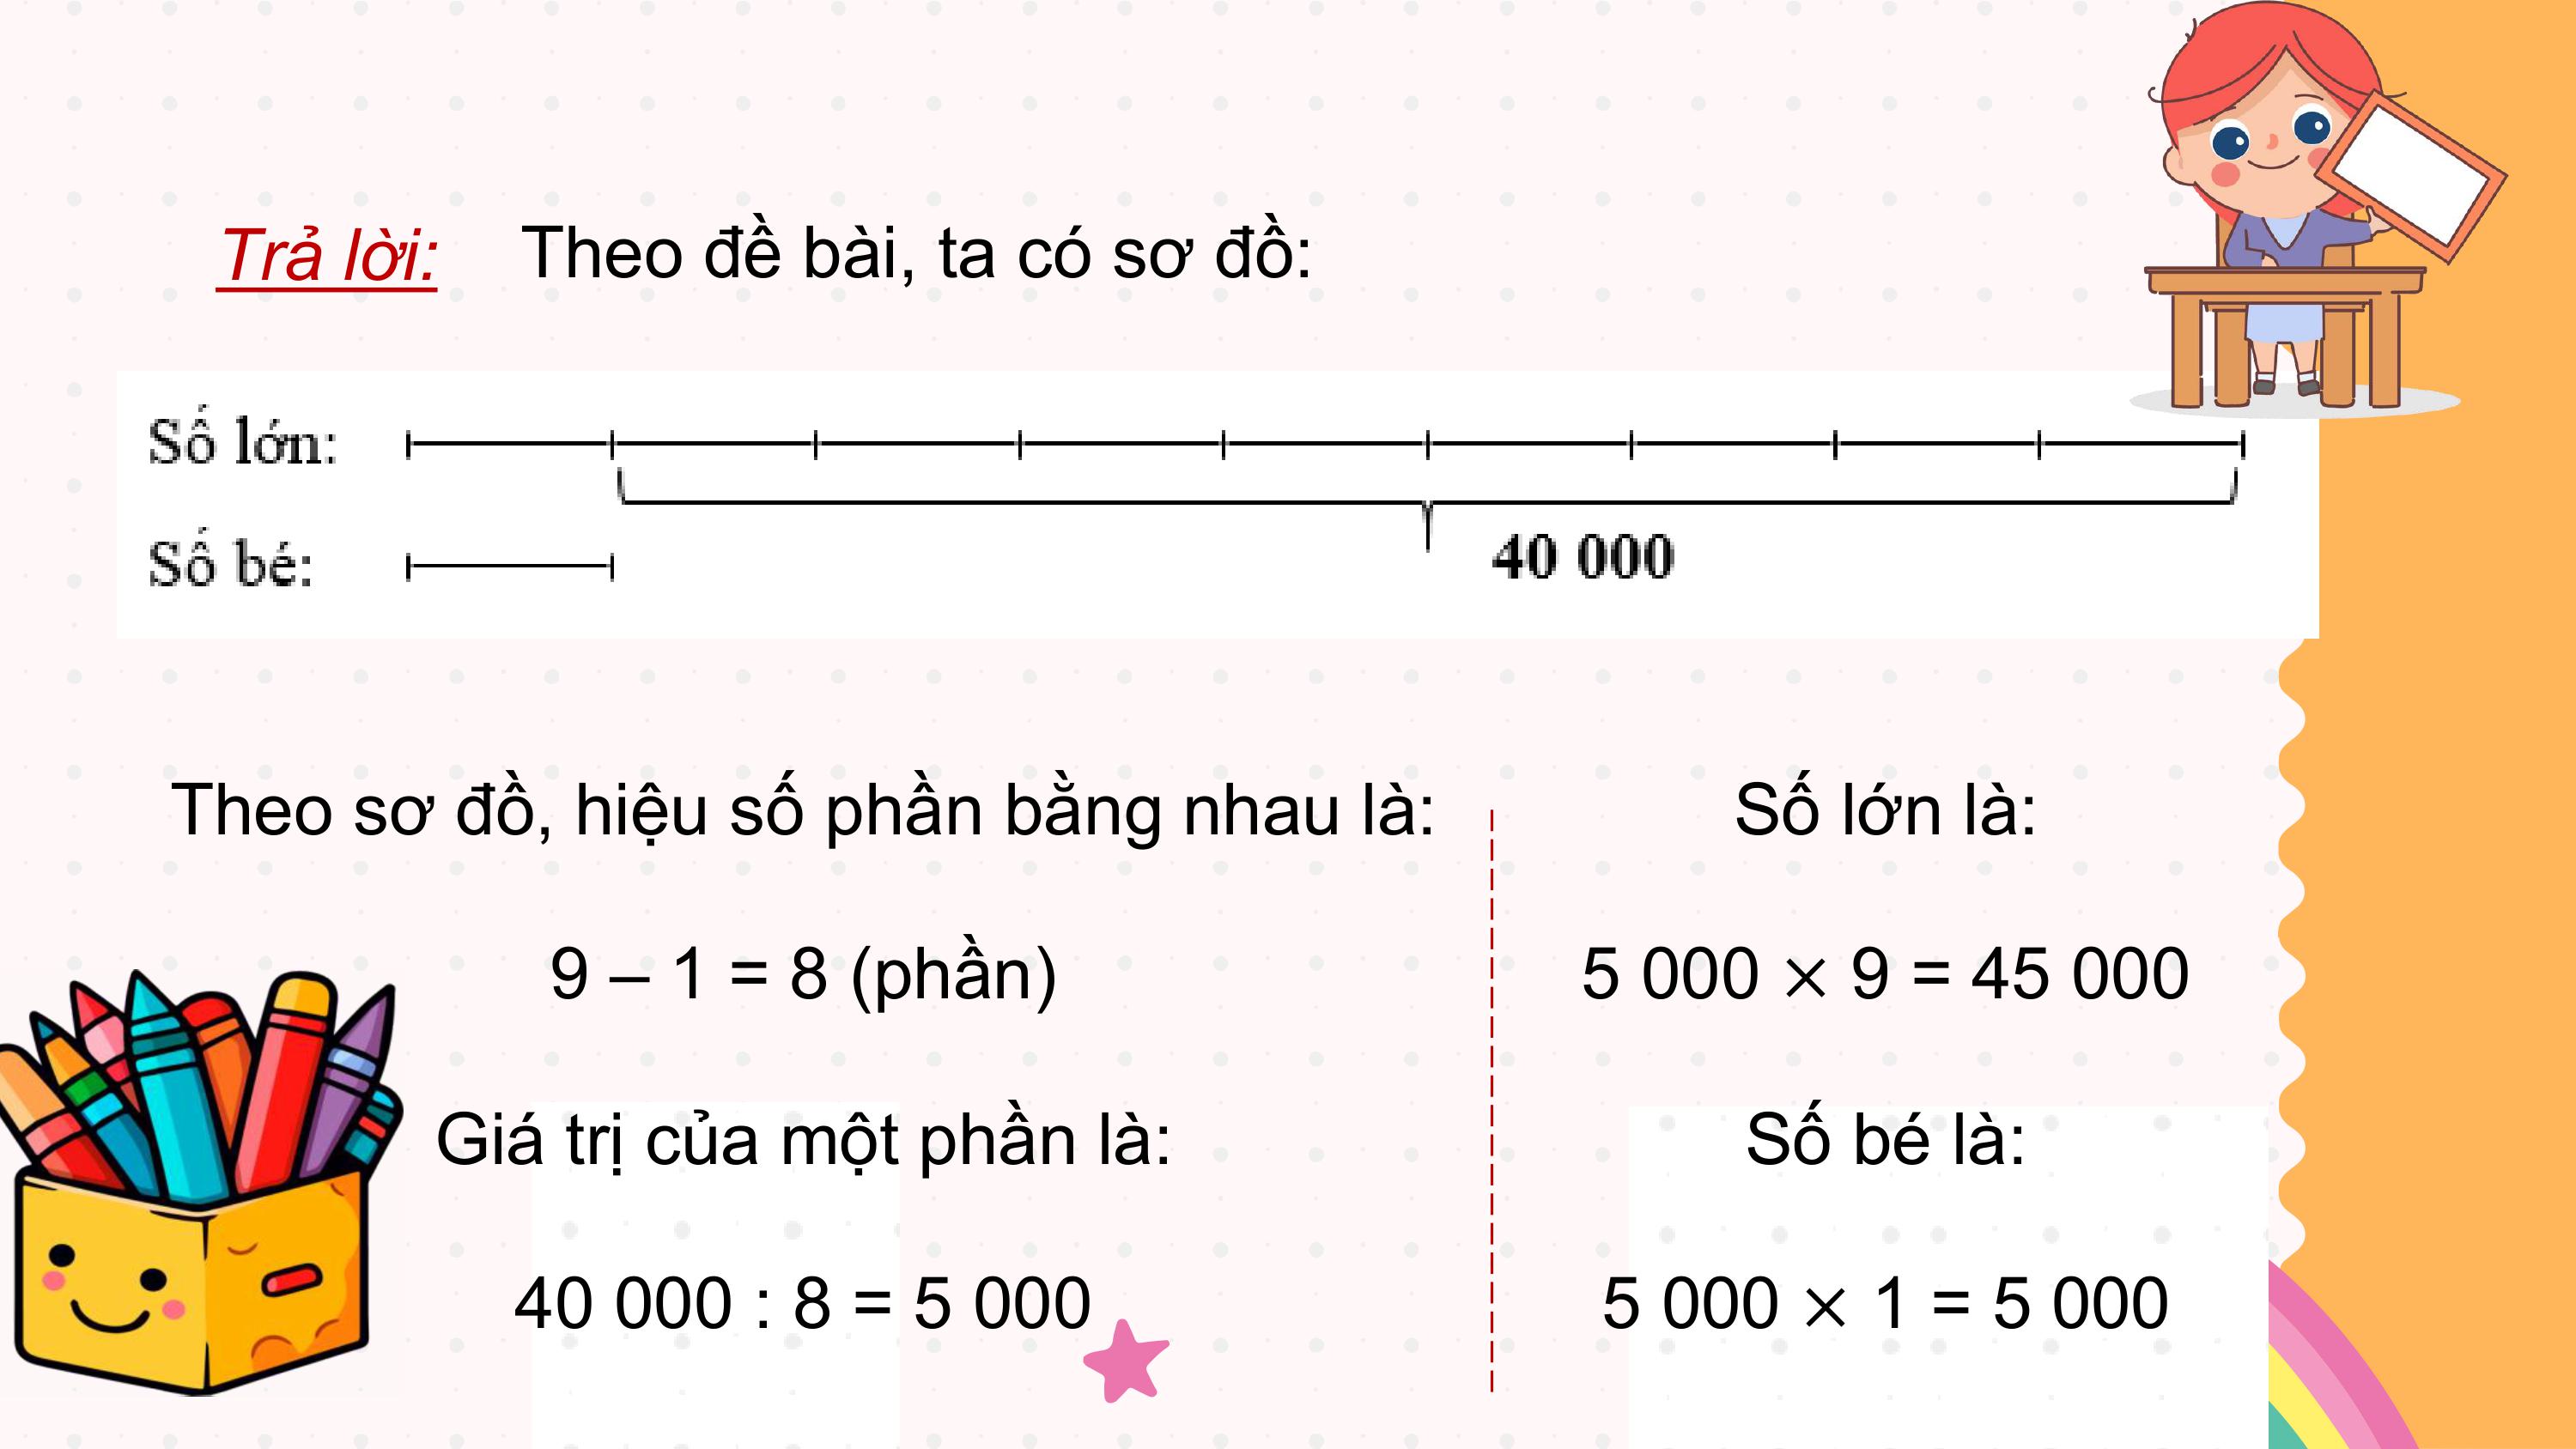 Trả lời: Theo đề bài, ta có sơ đồ:
Số lớn:
40 000
Số bé:
Theo sơ đồ, hiệu số phần bằng nhau là:
9 – 1 = 8 (phần)
Giá trị của một phần là:
40 000 : 8 = 5 000
Số lớn là:
5 000 × 9 = 45 000
Số bé là:
5 000 × 1 = 5 000